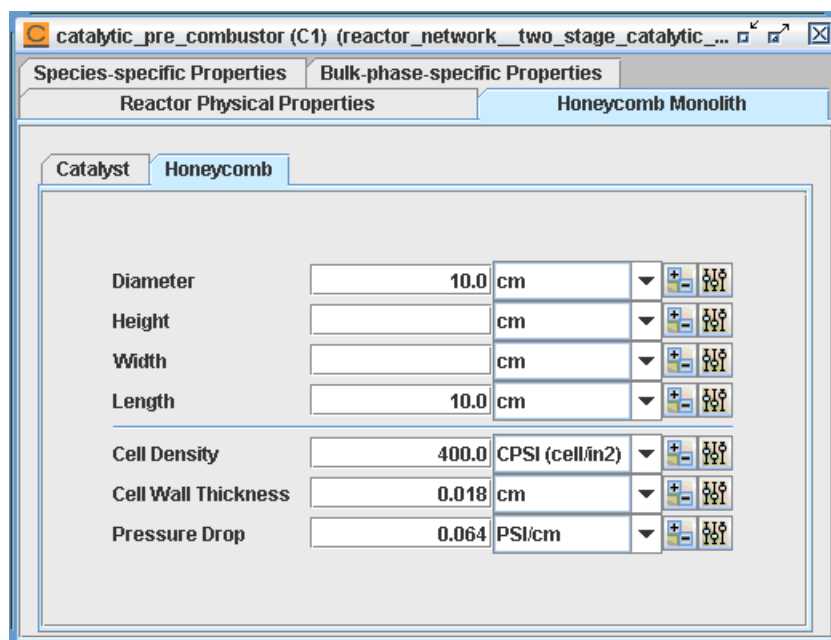 catalytic_pre_combustor (C1) (reactor_network__two_stage_catalytic_...
Species-specific Properties Bulk-phase-specific Properties
Reactor Physical Properties Honeycomb Monolith
Catalyst Honeycomb
Diameter 10.0 cm
Height cm
Width cm
Length 10.0 cm
Cell Density 400.0 CPSI (cell/in2)
Cell Wall Thickness 0.018 cm
Pressure Drop 0.064 PSI/cm